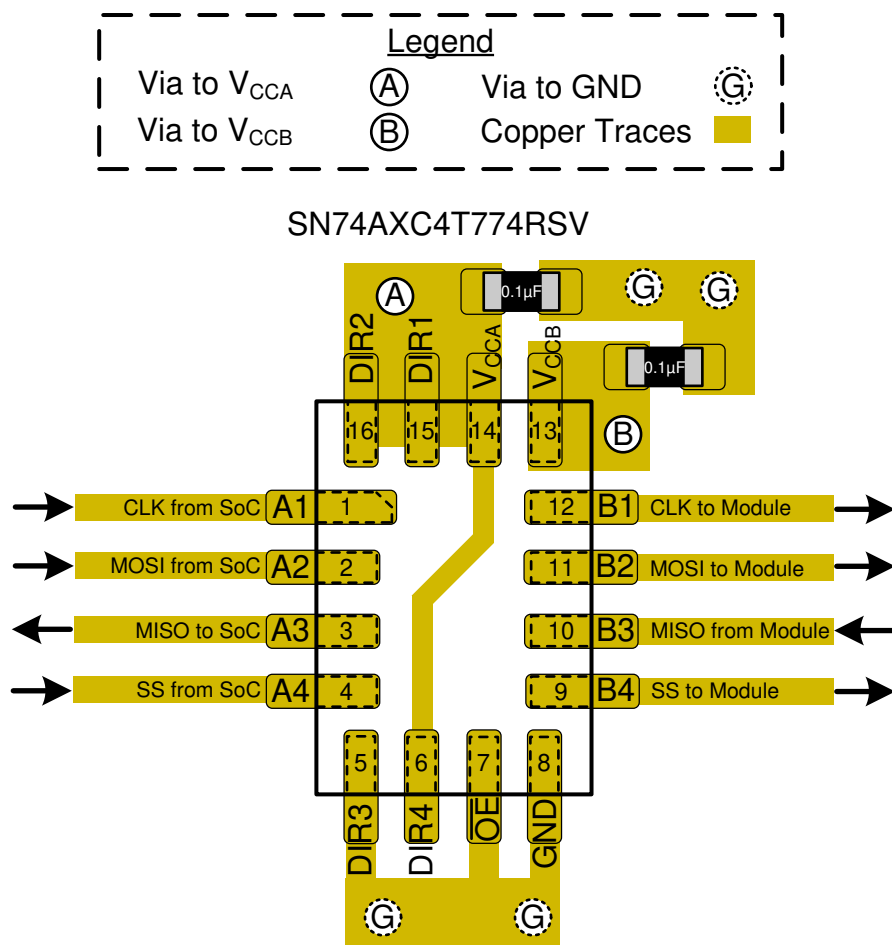 Legend
Via to VCCA A Via to GND G
Via to VCCB B Copper Traces
SN74AXC4T774RSV
A 0.1µF G G
DIR2 DIR1 VCCA VCCB 0.1µF
16 15 14 13 B
CLK from SoC A1 1 12 B1 CLK to Module
MOSI from SoC A2 2 11 B2 MOSI to Module
MISO to SoC A3 3 10 B3 MISO from Module
SS from SoC A4 4 9 B4 SS to Module
5 6 7 8
DIR3 DIR4 OE GND
G G